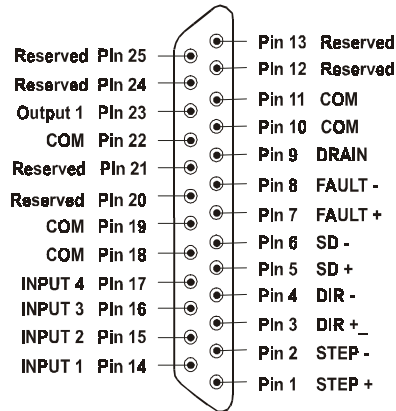 Reserved Pin 25
Reserved Pin 24
Output 1 Pin 23
COM Pin 22
Reserved Pin 21
Reserved Pin 20
COM Pin 19
COM Pin 18
INPUT 4 Pin 17
INPUT 3 Pin 16
INPUT 2 Pin 15
INPUT 1 Pin 14
Pin 13 Reserved
Pin 12 Reserved
Pin 11 COM
Pin 10 COM
Pin 9 DRAIN
Pin 8 FAULT -
Pin 7 FAULT +
Pin 6 SD -
Pin 5 SD +
Pin 4 DIR -
Pin 3 DIR +_
Pin 2 STEP -
Pin 1 STEP +